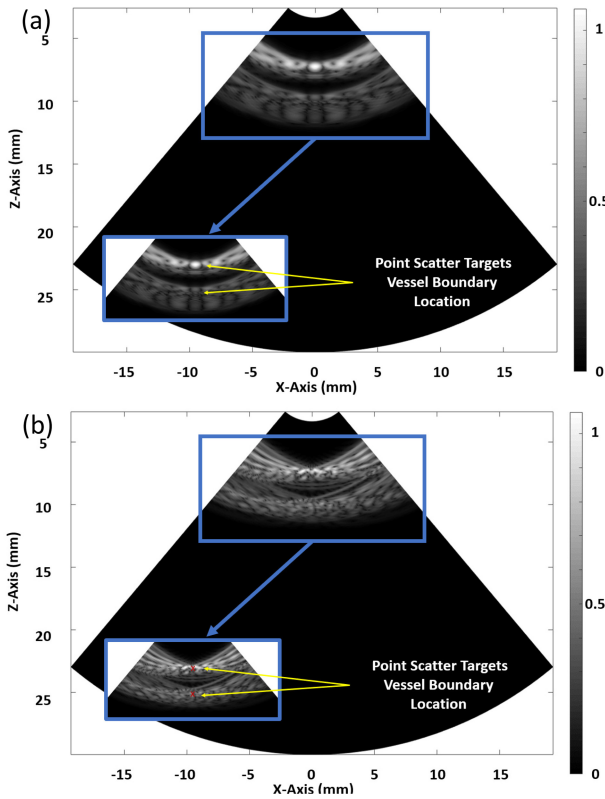 (a)
5
10
15
20
25
Z-Axis (mm)
-15 -10 -5 0 5 10 15
X-Axis (mm)
1
0.5
0
Point Scatter Targets
Vessel Boundary
Location
(b)
5
10
15
20
25
Z-Axis (mm)
-15 -10 -5 0 5 10 15
X-Axis (mm)
1
0.5
0
Point Scatter Targets
Vessel Boundary
Location